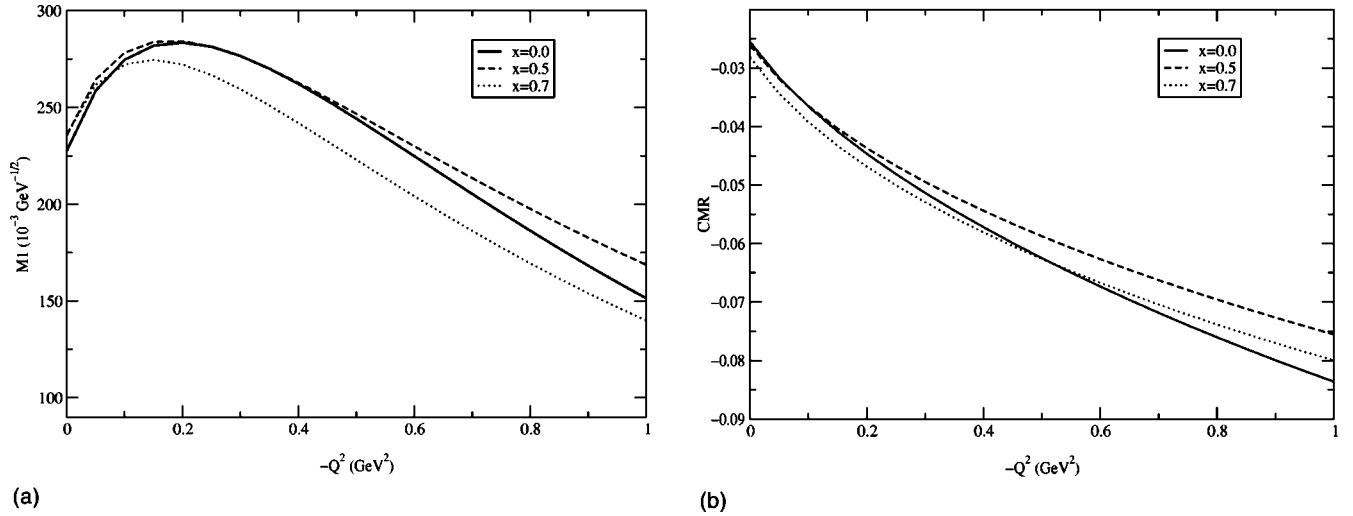 300
250
200
150
100
M1 (10⁻³ GeV⁻¹/²)
x=0.0
x=0.5
x=0.7
0
0.2
0.4
0.6
0.8
1
−Q² (GeV²)
(a)
−0.03
−0.04
−0.05
−0.06
−0.07
−0.08
−0.09
CMR
x=0.0
x=0.5
x=0.7
0
0.2
0.4
0.6
0.8
1
−Q² (GeV²)
(b)